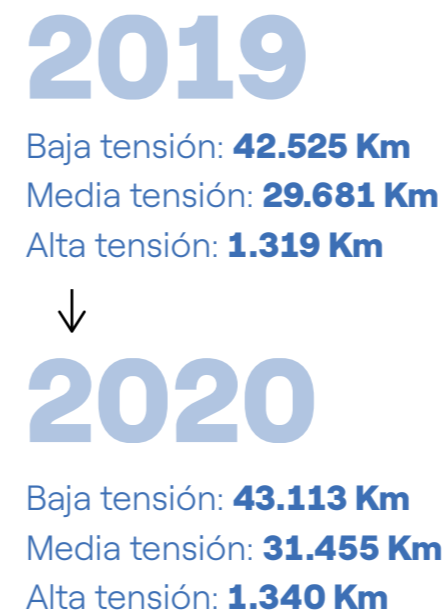 2019
Baja tensión: 42.525 Km
Media tensión: 29.681 Km
Alta tensión: 1.319 Km
2020
Baja tensión: 43.113 Km
Media tensión: 31.455 Km
Alta tensión: 1.340 Km